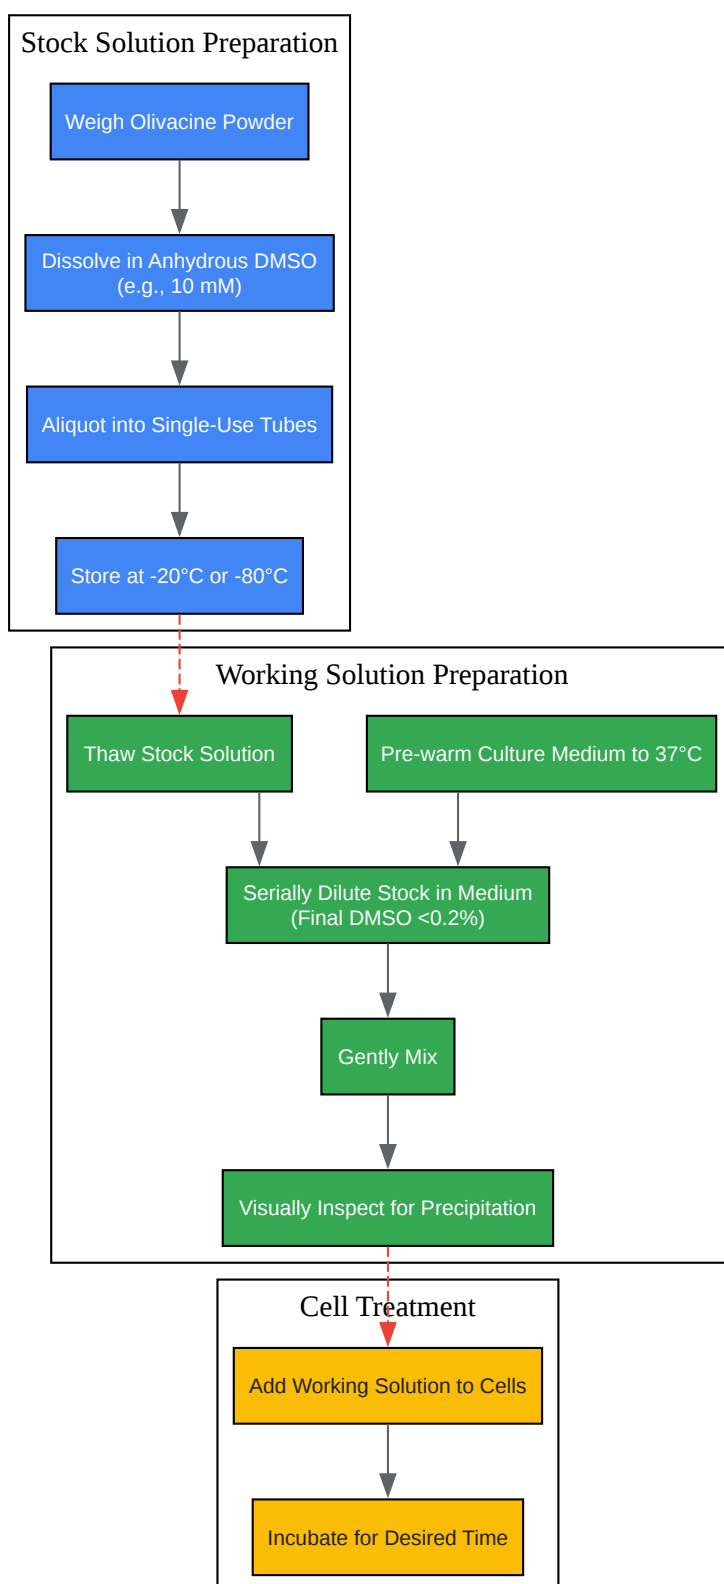 Stock Solution Preparation
Weigh Olivacine Powder
Dissolve in Anhydrous DMSO
(e.g., 10 mM)
Aliquot into Single-Use Tubes
Store at -20°C or -80°C
Working Solution Preparation
Thaw Stock Solution
Pre-warm Culture Medium to 37°C
Serially Dilute Stock in Medium
(Final DMSO <0.2%)
Gently Mix
Visually Inspect for Precipitation
Cell Treatment
Add Working Solution to Cells
Incubate for Desired Time